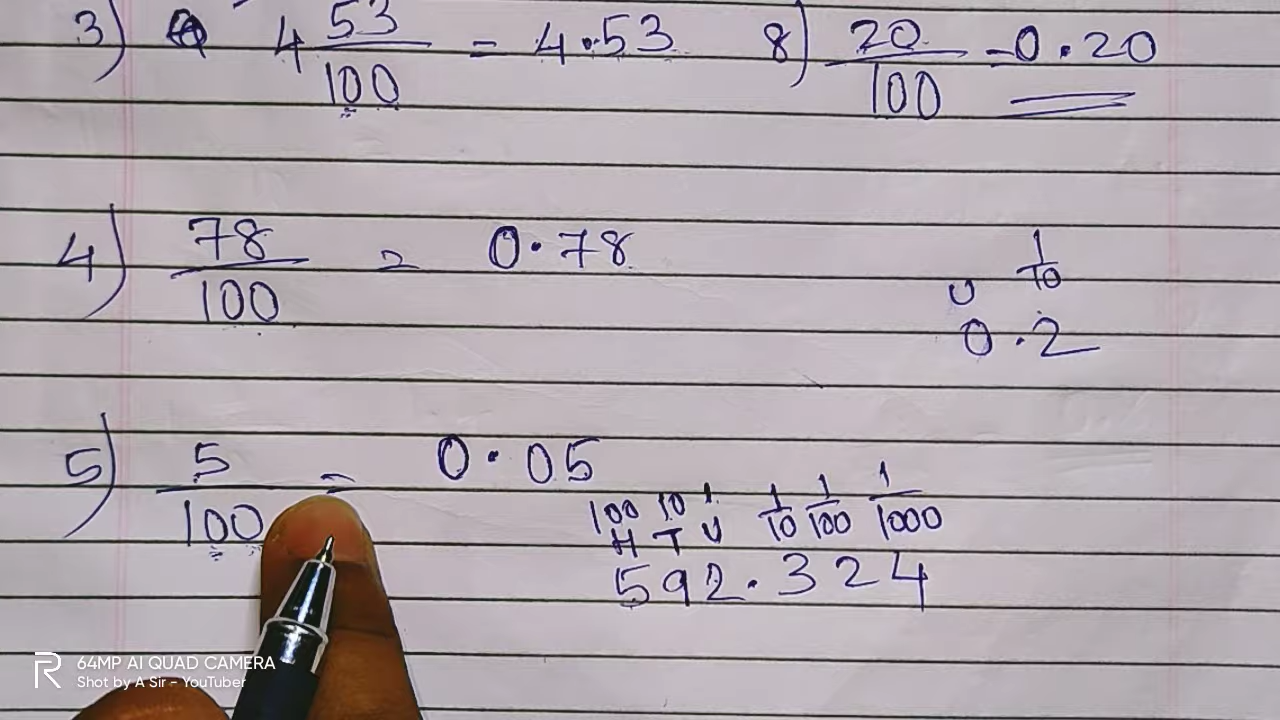 3) 4 53/100 = 4.53 8) 20/100 = 0.20
4) 78/100 = 0.78
1/10
U
0.2
5) 5/100 = 0.05
100 10 1 1/10 1/100 1/1000
H T U
592.324
64MP AI QUAD CAMERA
Shot by A Sir - YouTuber